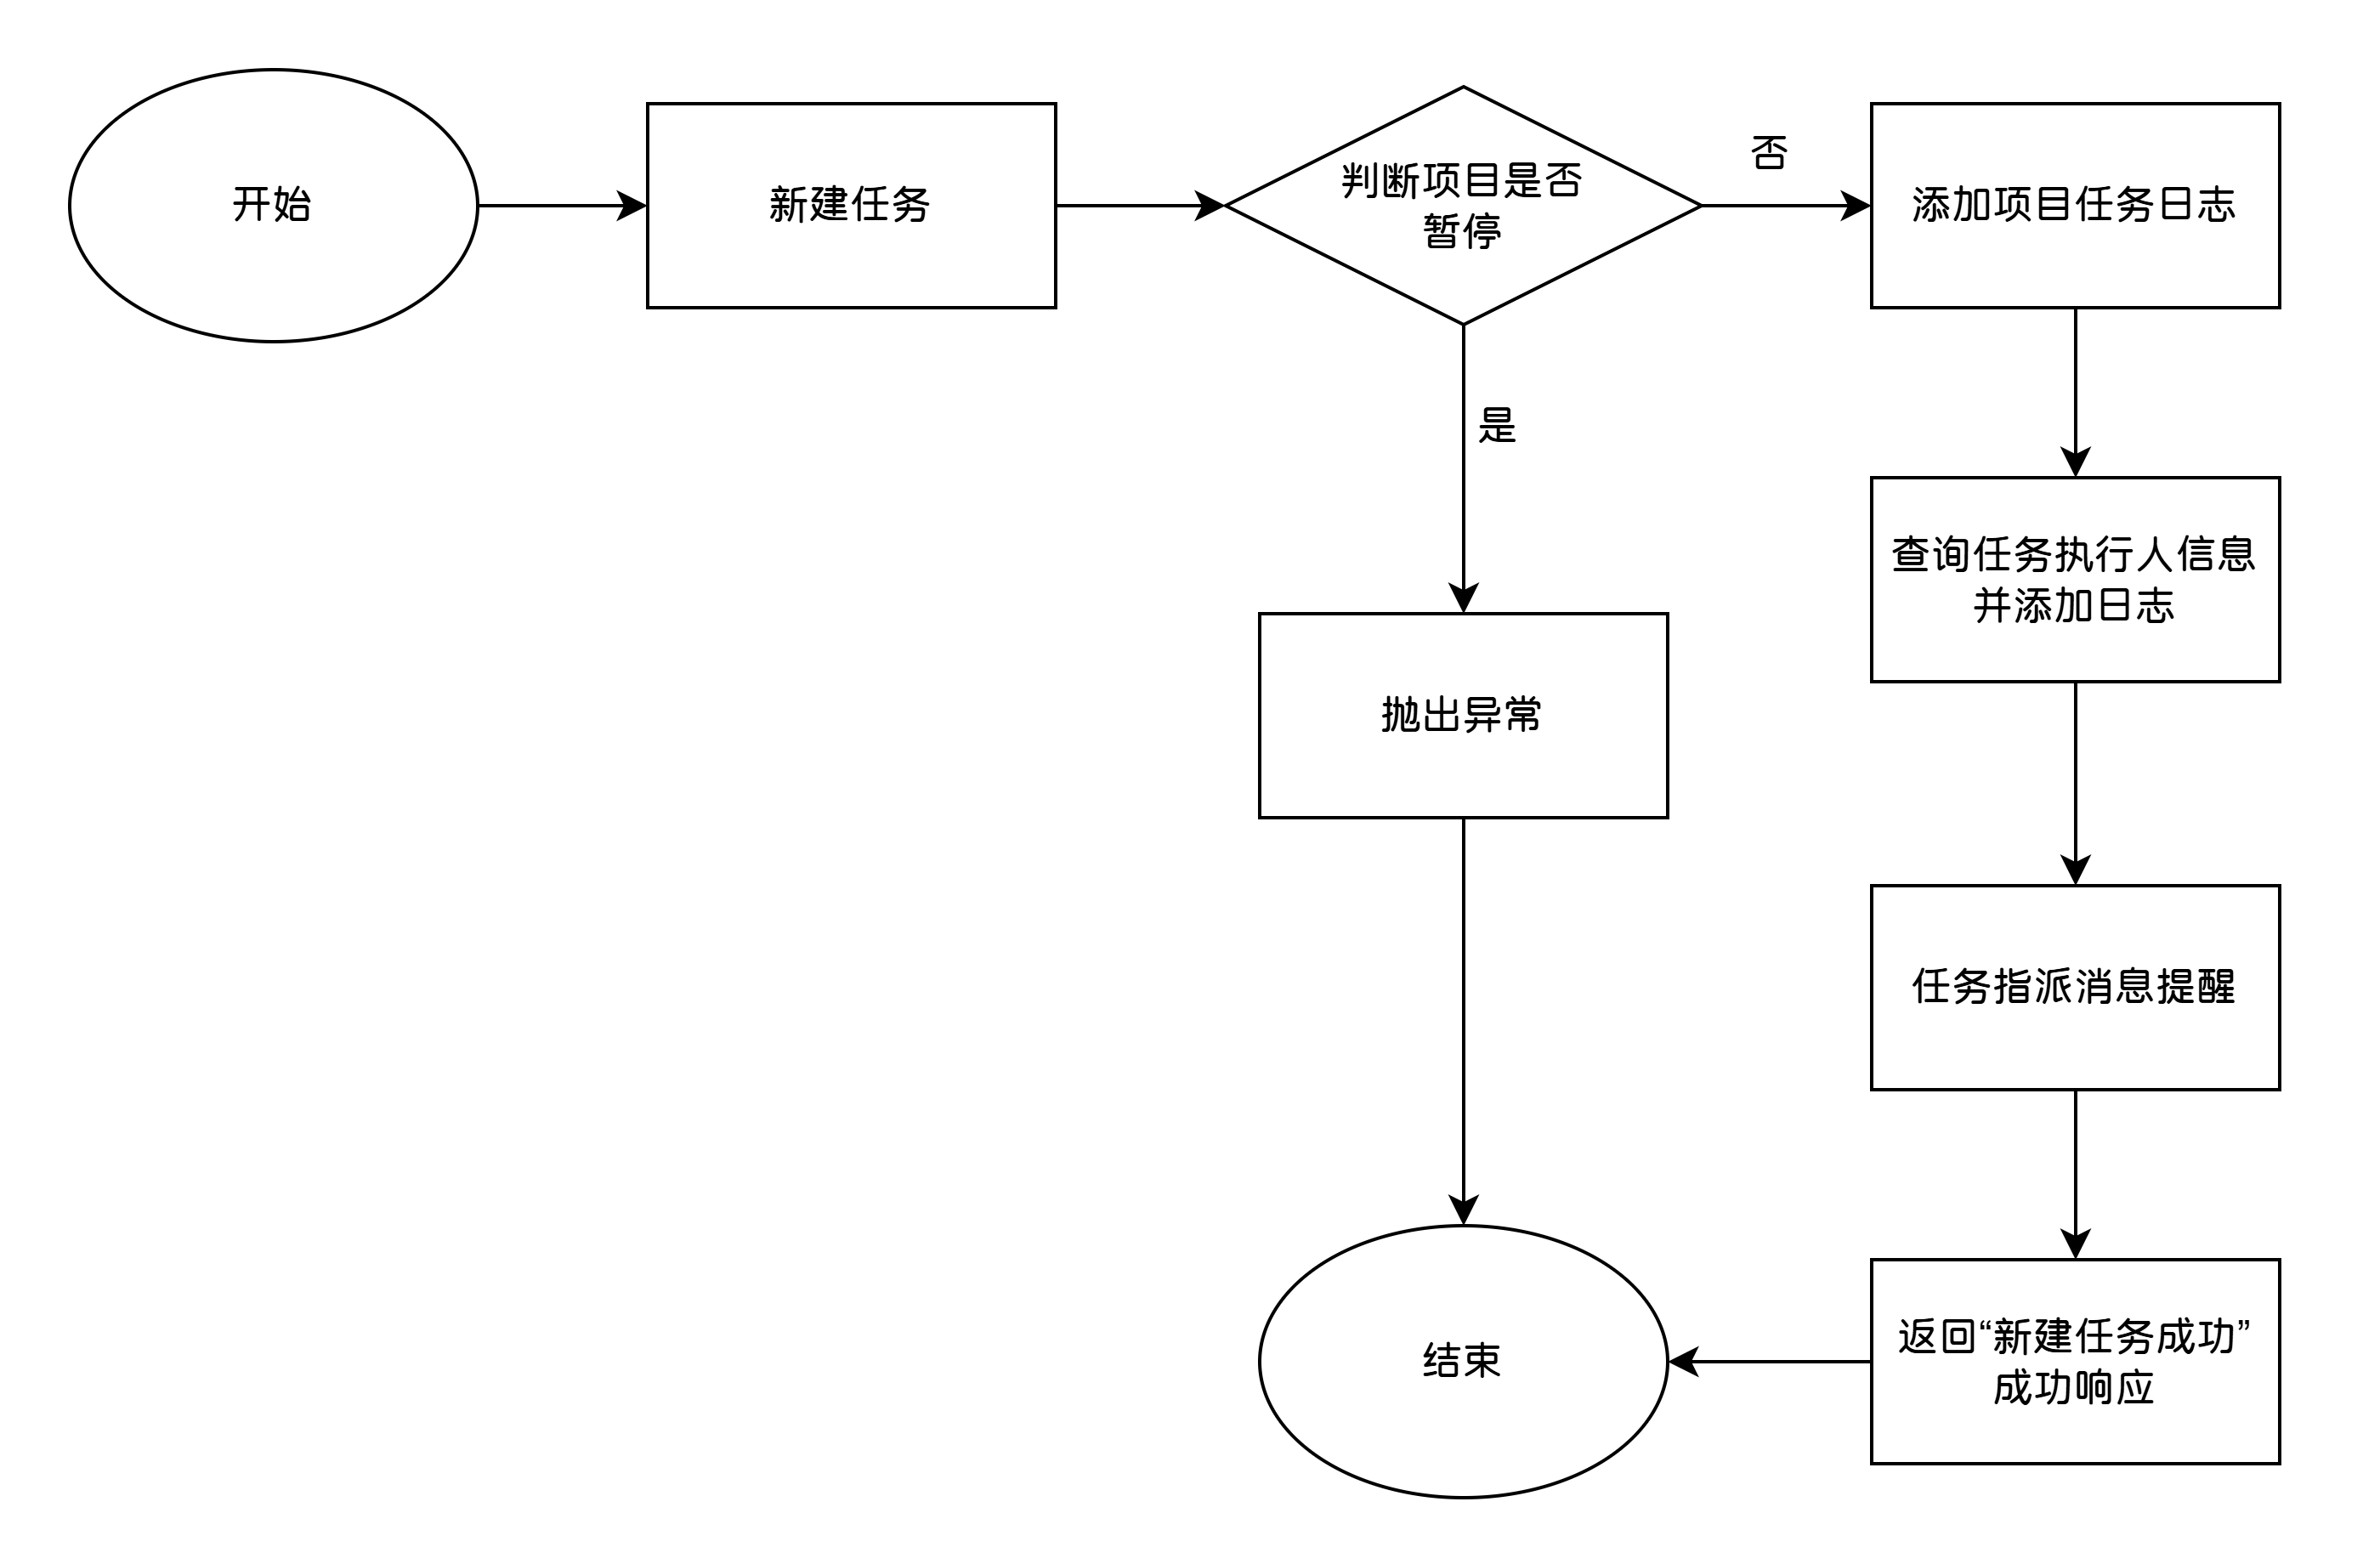 开始
新建任务
判断项目是否
暂停
否
添加项目任务日志
是
查询任务执行人信息
并添加日志
抛出异常
任务指派消息提醒
返回“新建任务成功”
成功响应
结束